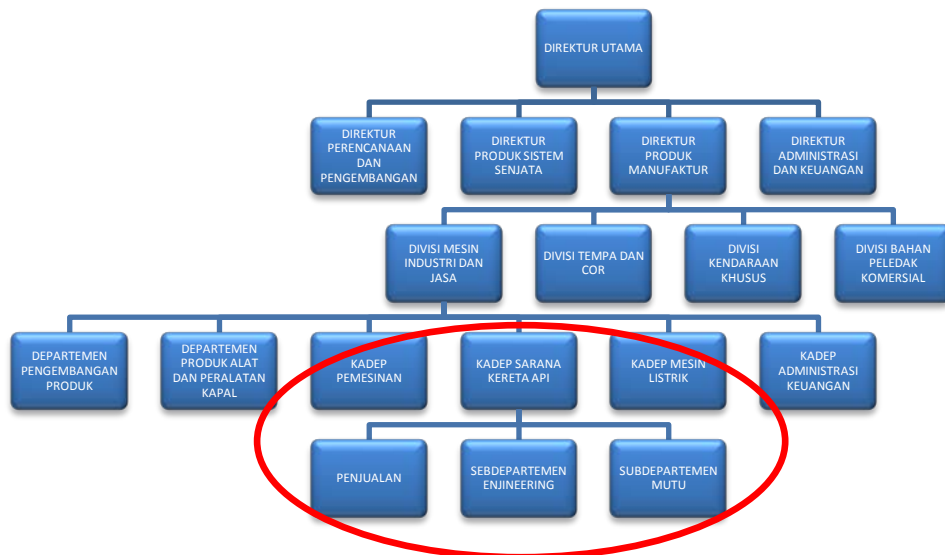 DIREKTUR UTAMA
DIREKTUR
PERENCANAAN
DAN
PENGEMBANGAN
DIREKTUR
PRODUK SISTEM
SENJATA
DIREKTUR
PRODUK
MANUFAKTUR
DIREKTUR
ADMINISTRASI
DAN KEUANGAN
DIVISI MESIN
INDUSTRI DAN
JASA
DIVISI TEMPA DAN
COR
DIVISI
KENDARAAN
KHUSUS
DIVISI BAHAN
PELEDAK
KOMERSIAL
DEPARTEMEN
PENGEMBANGAN
PRODUK
DEPARTEMEN
PRODUK ALAT
DAN PERALATAN
KAPAL
KADEP
PEMESINAN
KADEP SARANA
KERETA API
KADEP MESIN
LISTRIK
KADEP
ADMINISTRASI
KEUANGAN
PENJUALAN
SEBDEPARTEMEN
ENJINEERING
SUBDEPARTEMEN
MUTU